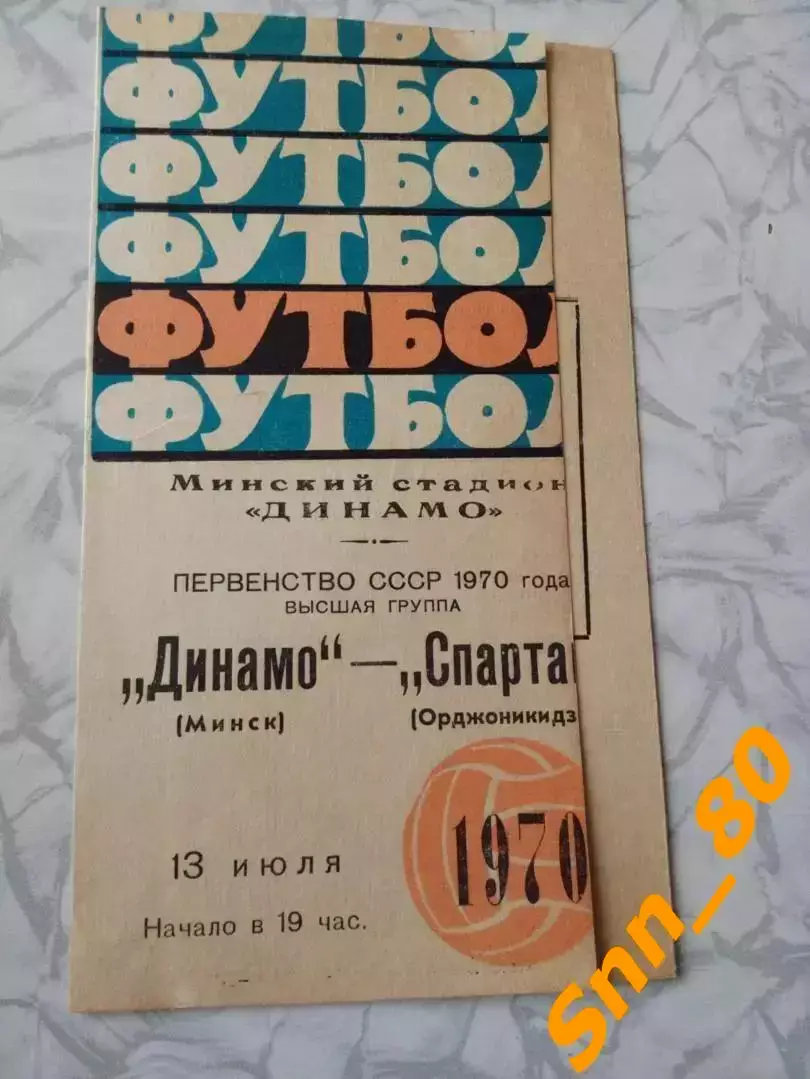 ФУТБОЛ
ФУТБОЛ
ФУТБОЛ
ФУТБОЛ
ФУТБОЛ
ФУТБОЛ
Минский стадион
«ДИНАМО»
ПЕРВЕНСТВО СССР 1970 года
ВЫСШАЯ ГРУППА
„Динамо“—„Спарта
(Минск) (Орджоникидз
13 июля
1970
Начало в 19 час.
Snn_80